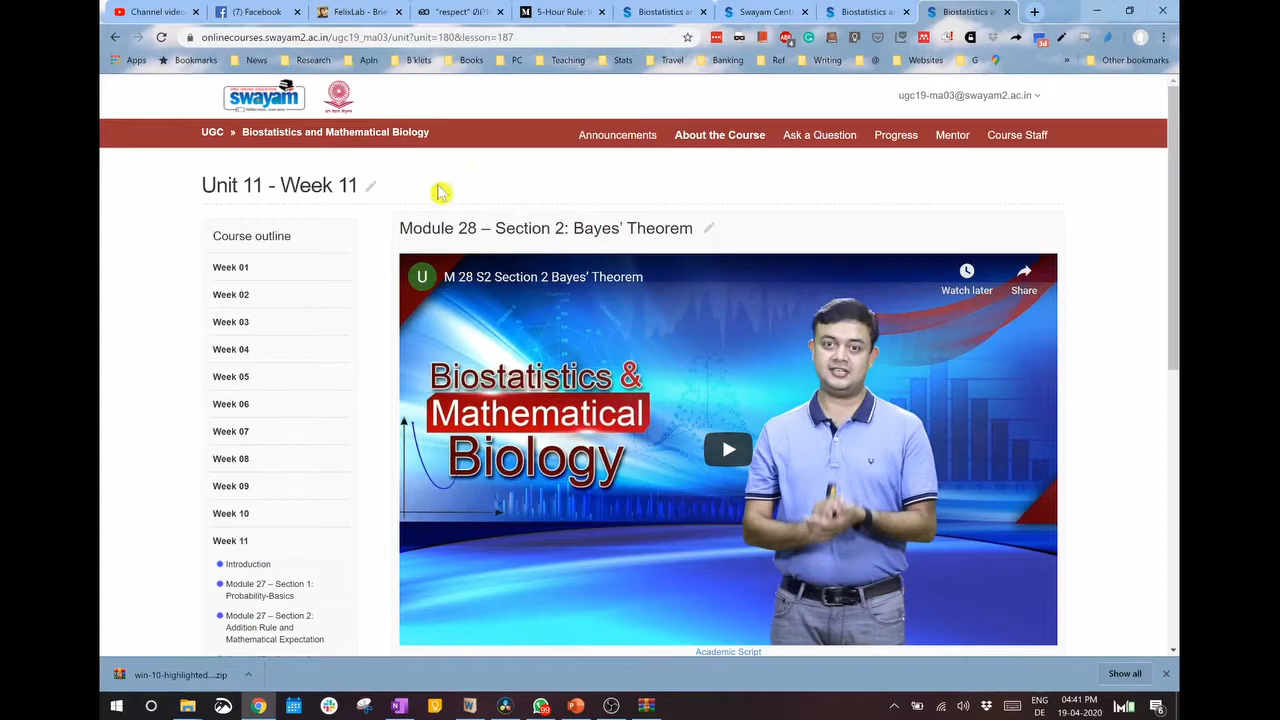 Channel video
(7) Facebook
FelixLab - Brie
"respect"
5-Hour Rule: I
Biostatistics ar
Swayam Centr
Biostatistics ar
Biostatistics ar
onlinecourses.swayam2.ac.in/ugc19_ma03/unit?unit=180&lesson=187
Apps
Bookmarks
News
Research
ApIn
B'klets
Books
PC
Teaching
Stats
Travel
Banking
Ref
Writing
@
Websites
G
»
Other bookmarks
swayam
ugc19-ma03@swayam2.ac.in
UGC » Biostatistics and Mathematical Biology
Announcements
About the Course
Ask a Question
Progress
Mentor
Course Staff
Unit 11 - Week 11
Course outline
Week 01
Week 02
Week 03
Week 04
Week 05
Week 06
Week 07
Week 08
Week 09
Week 10
Week 11
Introduction
Module 27 – Section 1:
Probability-Basics
Module 27 – Section 2:
Addition Rule and
Mathematical Expectation
Module 28 – Section 2: Bayes' Theorem
U
M 28 S2 Section 2 Bayes' Theorem
Watch later
Share
Biostatistics &
Mathematical
Biology
Academic Script
win-10-highlighted....zip
Show all
ENG
DE
04:41 PM
19-04-2020